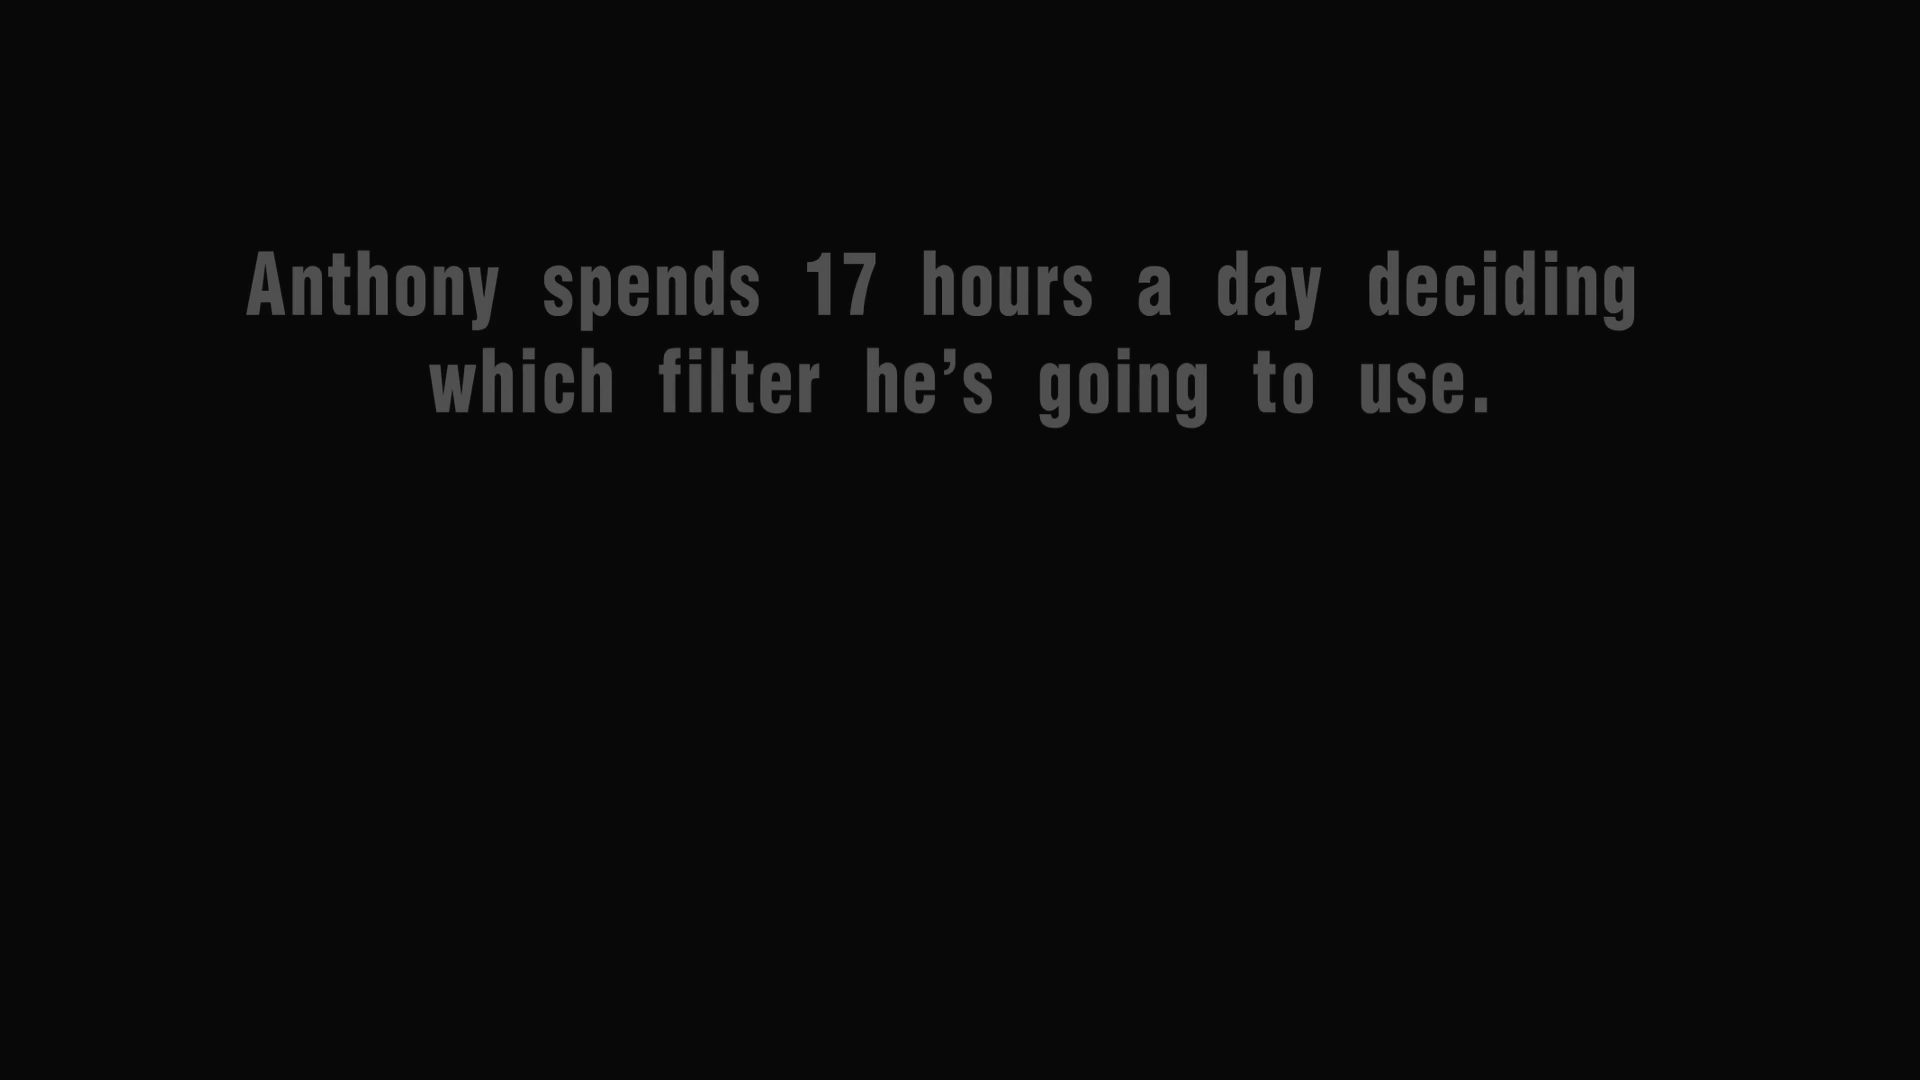 Anthony spends 17 hours a day deciding
which filter he’s going to use.